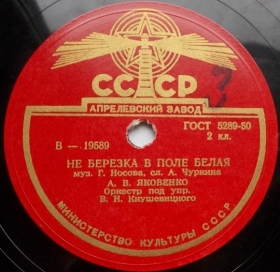 СССР
АПРЕЛЕВСКИЙ ЗАВОД
ГОСТ 5289-50
В — 19589
2 кл.
НЕ БЕРЕЗКА В ПОЛЕ БЕЛАЯ
муз. Г. Носова, сл. А. Чуркина
А. В. ЯКОВЕНКО
Оркестр под упр.
В. Н. Кнушевицкого
МИНИСТЕРСТВО КУЛЬТУРЫ СССР